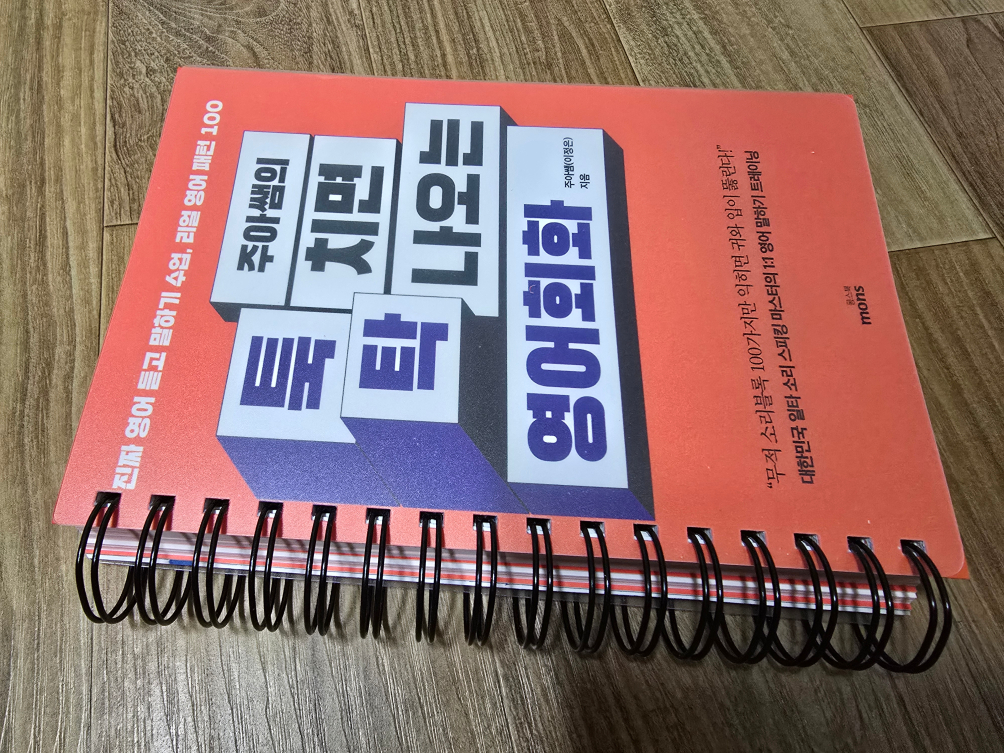 진짜 영어 듣고 말하기 수업, 리얼 영어 패턴 100
주아쌤의
툭 치면
탁 나오는
영어회화
주아쌤(이정은)
지음
“무적 소리블록 100가지만 익히면 귀와 입이 뚫린다!”
대한민국 일타 소리 스피킹 마스터의 1:1 영어 말하기 트레이닝
몽스북
mons